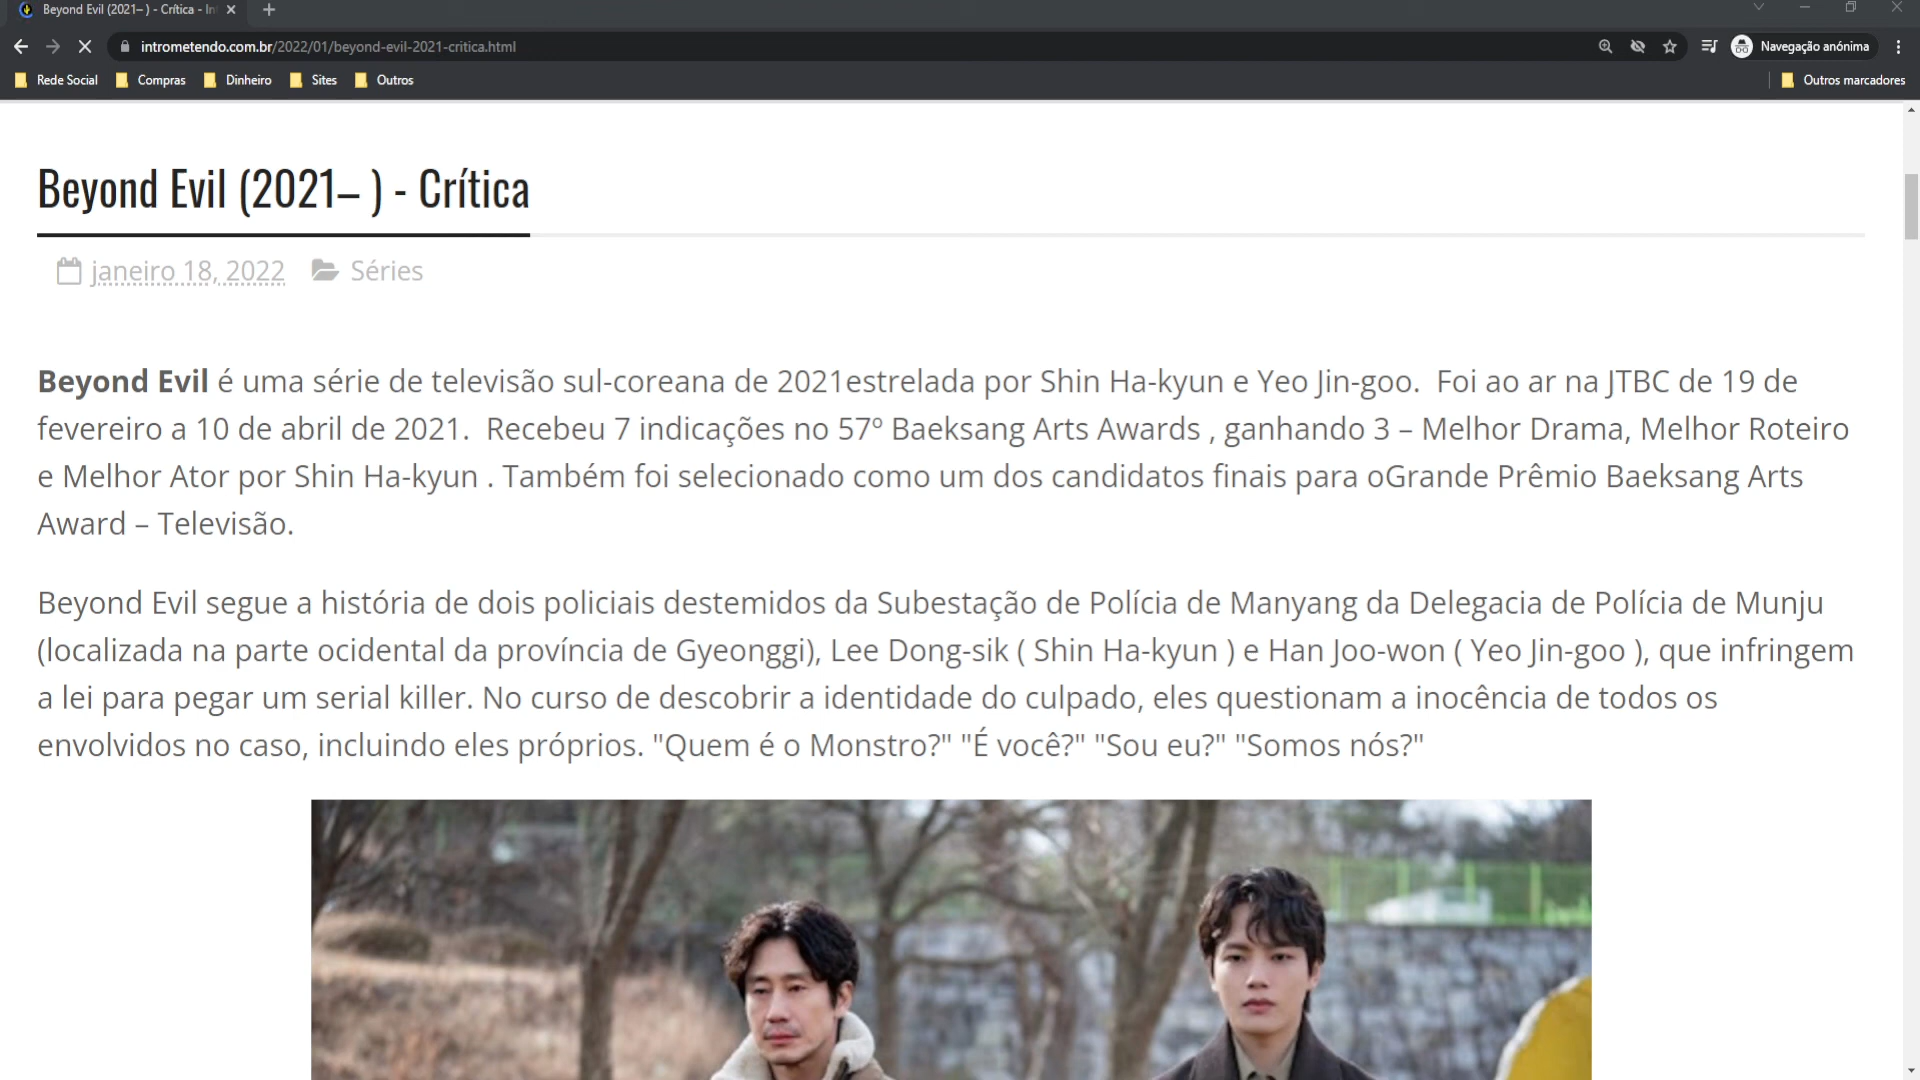 Beyond Evil (2021– ) - Crítica - In
intrometendo.com.br/2022/01/beyond-evil-2021-critica.html
Navegação anónima
Rede Social
Compras
Dinheiro
Sites
Outros
Outros marcadores
Beyond Evil (2021– ) - Crítica
janeiro 18, 2022 Séries
Beyond Evil é uma série de televisão sul-coreana de 2021estrelada por Shin Ha-kyun e Yeo Jin-goo.  Foi ao ar na JTBC de 19 de
fevereiro a 10 de abril de 2021.  Recebeu 7 indicações no 57º Baeksang Arts Awards , ganhando 3 – Melhor Drama, Melhor Roteiro
e Melhor Ator por Shin Ha-kyun . Também foi selecionado como um dos candidatos finais para oGrande Prêmio Baeksang Arts
Award – Televisão.
Beyond Evil segue a história de dois policiais destemidos da Subestação de Polícia de Manyang da Delegacia de Polícia de Munju
(localizada na parte ocidental da província de Gyeonggi), Lee Dong-sik ( Shin Ha-kyun ) e Han Joo-won ( Yeo Jin-goo ), que infringem
a lei para pegar um serial killer. No curso de descobrir a identidade do culpado, eles questionam a inocência de todos os
envolvidos no caso, incluindo eles próprios. "Quem é o Monstro?" "É você?" "Sou eu?" "Somos nós?"